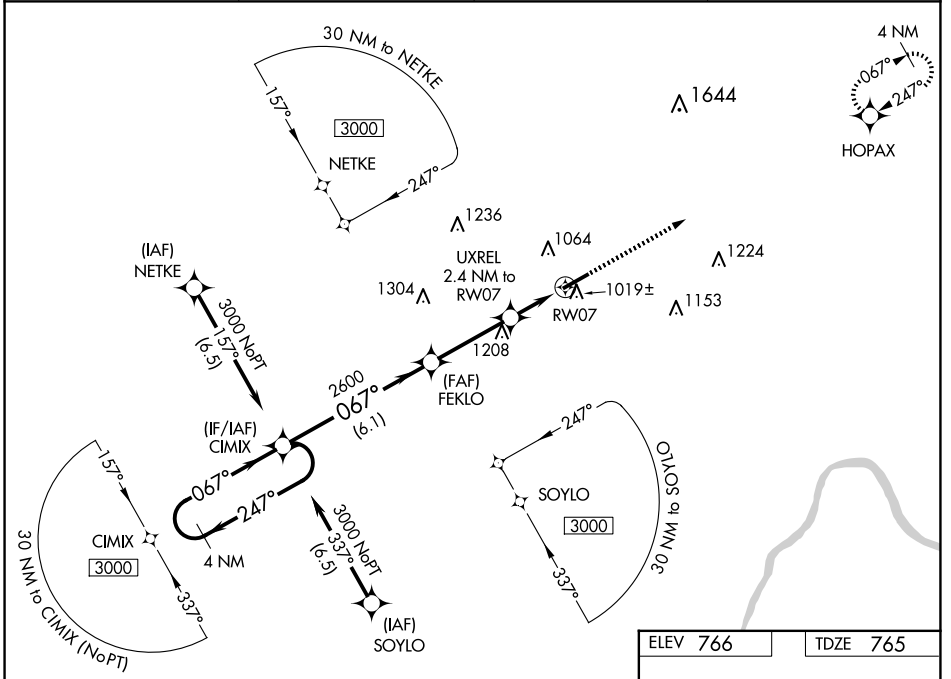 30 NM to NETKE
157°
3000
NETKE
247°
4 NM
067°
247°
HOPAX
1644
1236
1064
1224
UXREL
2.4 NM to
RW07
1304
1019±
1153
RW07
1208
(IAF)
NETKE
3000 NoPT
157°
(6.5)
2600
067°
(6.1)
(FAF)
FEKLO
(IF/IAF)
CIMIX
067°
247°
4 NM
157°
CIMIX
3000
337°
30 NM to CIMIX (NoPT)
3000 NoPT
337°
(6.5)
(IAF)
SOYLO
247°
SOYLO
3000
337°
30 NM to SOYLO
ELEV 766
TDZE 765